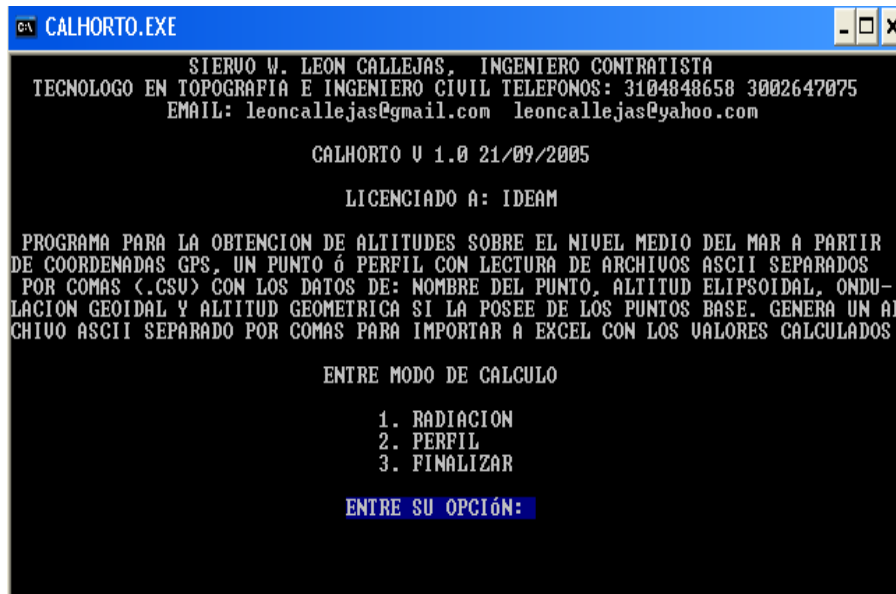 CALHORTO.EXE
SIERVO W. LEON CALLEJAS, INGENIERO CONTRATISTA
TECNOLOGO EN TOPOGRAFIA E INGENIERO CIVIL TELEFONOS: 3104848658 3002647075
EMAIL: leoncallejas@gmail.com leoncallejas@yahoo.com
CALHORTO V 1.0 21/09/2005
LICENCIADO A: IDEAM
PROGRAMA PARA LA OBTENCION DE ALTITUDES SOBRE EL NIVEL MEDIO DEL MAR A PARTIR
DE COORDENADAS GPS, UN PUNTO ó PERFIL CON LECTURA DE ARCHIVOS ASCII SEPARADOS
POR COMAS (.CSV) CON LOS DATOS DE: NOMBRE DEL PUNTO, ALTITUD ELIPSOIDAL, ONDU-
LACION GEOIDAL Y ALTITUD GEOMETRICA SI LA POSEE DE LOS PUNTOS BASE. GENERA UN A
CHIVO ASCII SEPARADO POR COMAS PARA IMPORTAR A EXCEL CON LOS VALORES CALCULADOS
ENTRE MODO DE CALCULO
1. RADIACION
2. PERFIL
3. FINALIZAR
ENTRE SU OPCIóN: